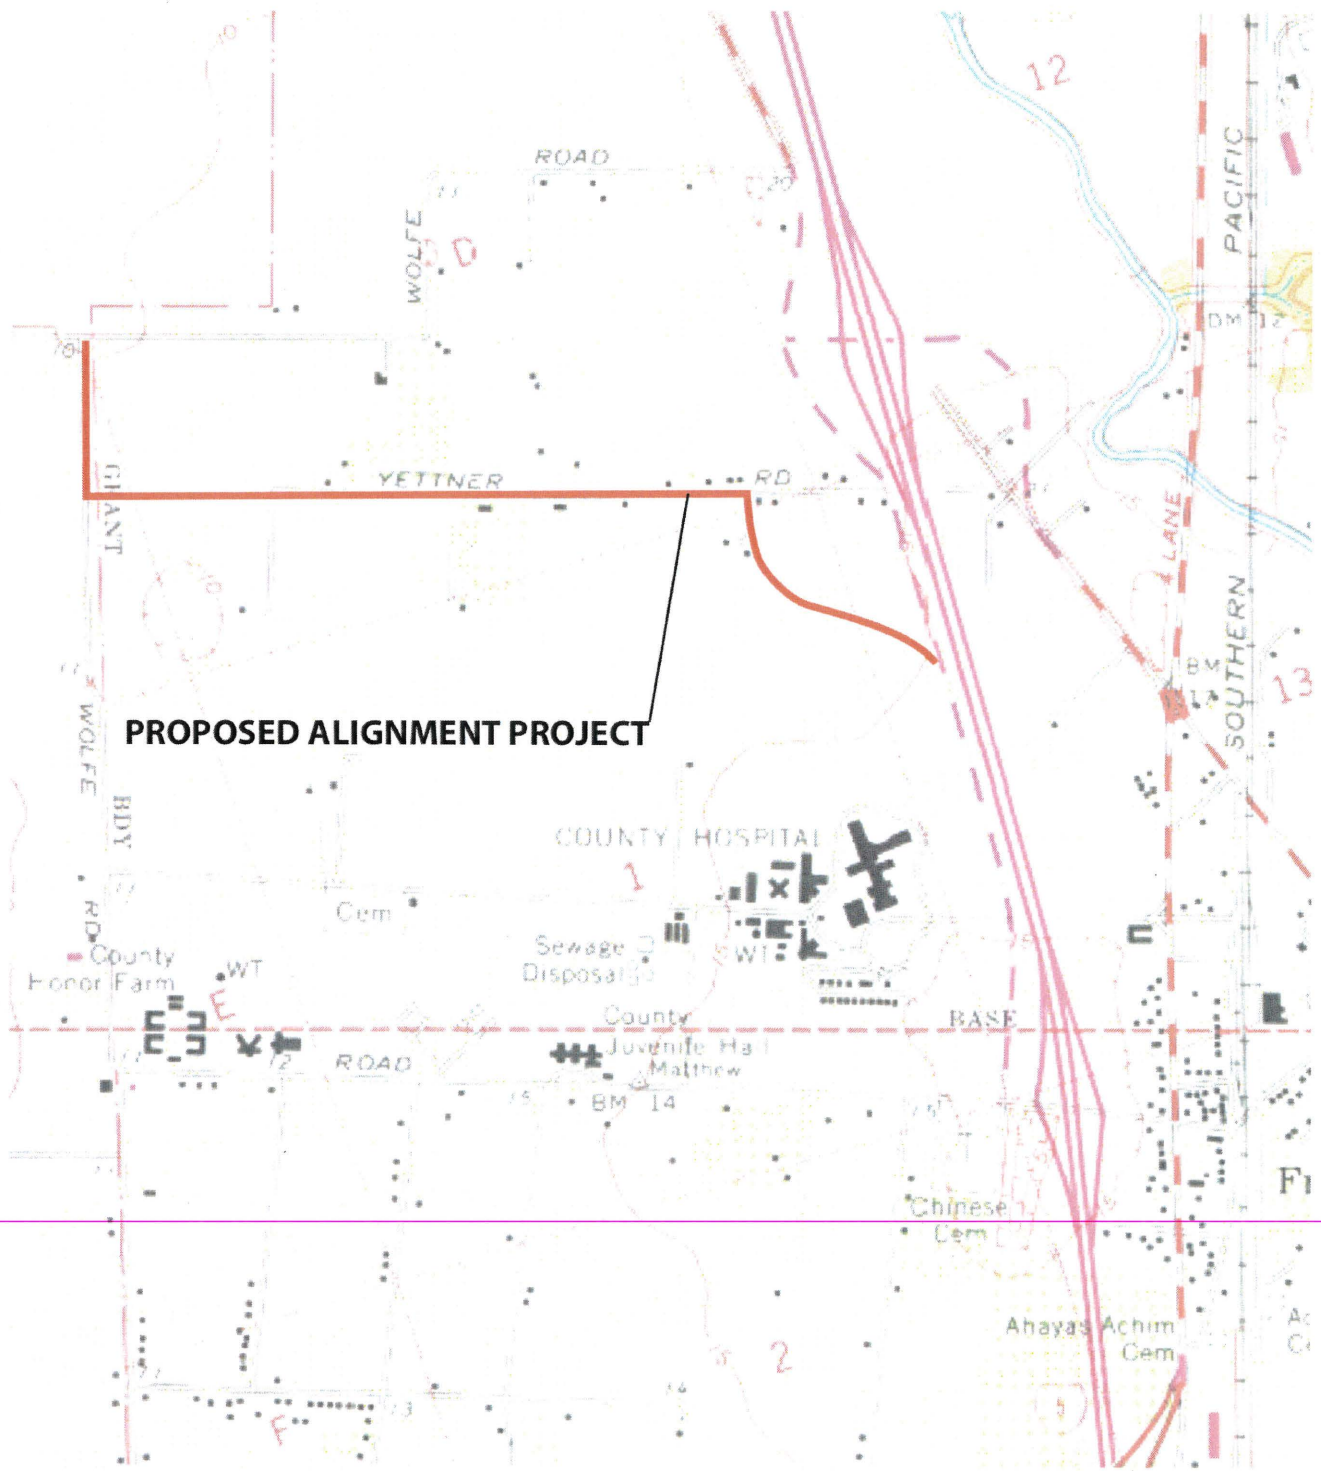 12
ROAD
PACIFIC
WOLFE
D
GRANT
YETTNER
RD
LANE
SOUTHERN
BM
13
WOLFE
PROPOSED ALIGNMENT PROJECT
BDY
COUNTY HOSPITAL
1
RD
Cem
Sewage
Disposal
WT
County
Honor Farm
WT
E
County
BASE
Juvenile Hall
Matthew
ROAD
BM 14
Chinese
Cem
Ahavas Achim
Cem
2
F